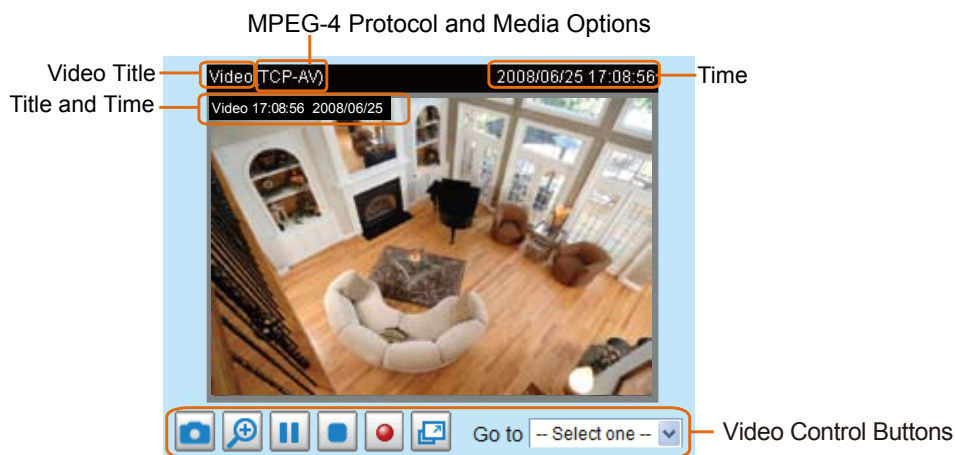 MPEG-4 Protocol and Media Options
Video Title
Video (TCP-AV)
2008/06/25 17:08:56
Time
Title and Time
Video 17:08:56 2008/06/25
Go to
-- Select one --
Video Control Buttons